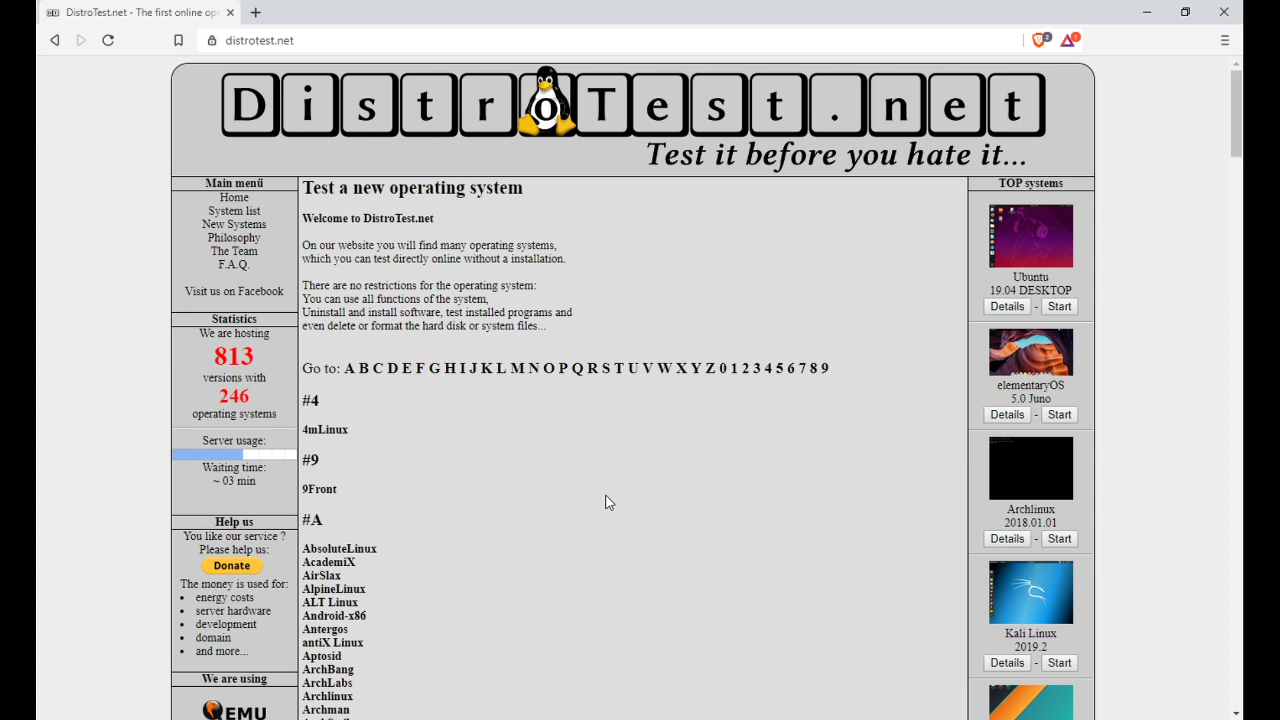 DistroTest.net - The first online op
distrotest.net
2
1
DistroTest.net
Test it before you hate it...
Main menü
Home
System list
New Systems
Philosophy
The Team
F.A.Q.
Visit us on Facebook
Statistics
We are hosting
813
versions with
246
operating systems
Server usage:
Waiting time:
~ 03 min
Help us
You like our service ?
Please help us:
Donate
The money is used for:
• energy costs
• server hardware
• development
• domain
• and more...
We are using
QEMU
Test a new operating system
Welcome to DistroTest.net
On our website you will find many operating systems,
which you can test directly online without a installation.
There are no restrictions for the operating system:
You can use all functions of the system,
Uninstall and install software, test installed programs and
even delete or format the hard disk or system files...
Go to: A B C D E F G H I J K L M N O P Q R S T U V W X Y Z 0 1 2 3 4 5 6 7 8 9
#4
4mLinux
#9
9Front
#A
AbsoluteLinux
AcademiX
AirSlax
AlpineLinux
ALT Linux
Android-x86
Antergos
antiX Linux
Aptosid
ArchBang
ArchLabs
Archlinux
Archman
TOP systems
Ubuntu
19.04 DESKTOP
Details - Start
elementaryOS
5.0 Juno
Details - Start
Archlinux
2018.01.01
Details - Start
Kali Linux
2019.2
Details - Start